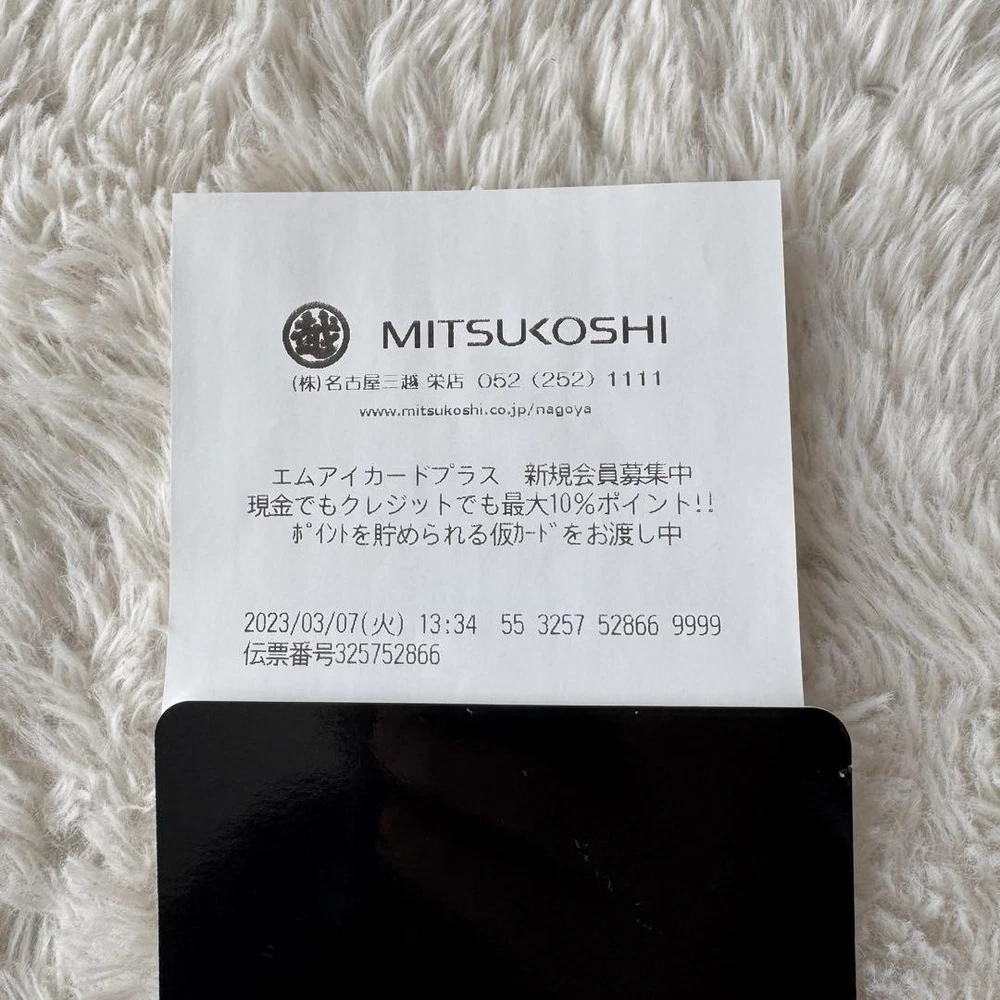 越 MITSUKOSHI
(株)名古屋三越 栄店 052 (252) 1111
www.mitsukoshi.co.jp/nagoya
エムアイカードプラス 新規会員募集中
現金でもクレジットでも最大10%ポイント!!
ﾎﾟｲﾝﾄを貯められる仮ｶｰﾄﾞをお渡し中
2023/03/07(火) 13:34 55 3257 52866 9999
伝票番号325752866